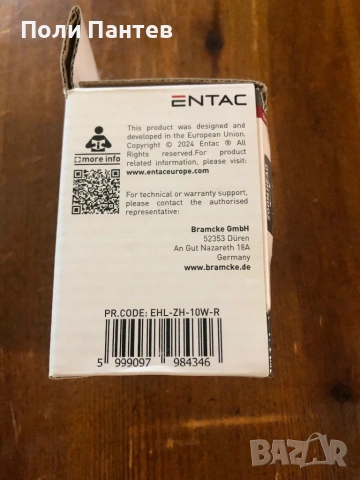 Поли Пантев
ENTAC
This product was designed and
developed in the European Union.
Copyright © 2024 Entac ® All
Rights reserved.For product
related information, please visit:
www.entaceurope.com
more info
For technical or warranty support,
please contact the authorised
representative:
Bramcke GmbH
52353 Düren
An Gut Nazareth 18A
Germany
www.bramcke.de
PR.CODE: EHL-ZH-10W-R
5 999097 984346
BAZAR